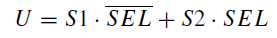 U = S1 · \overline{SEL} + S2 · SEL